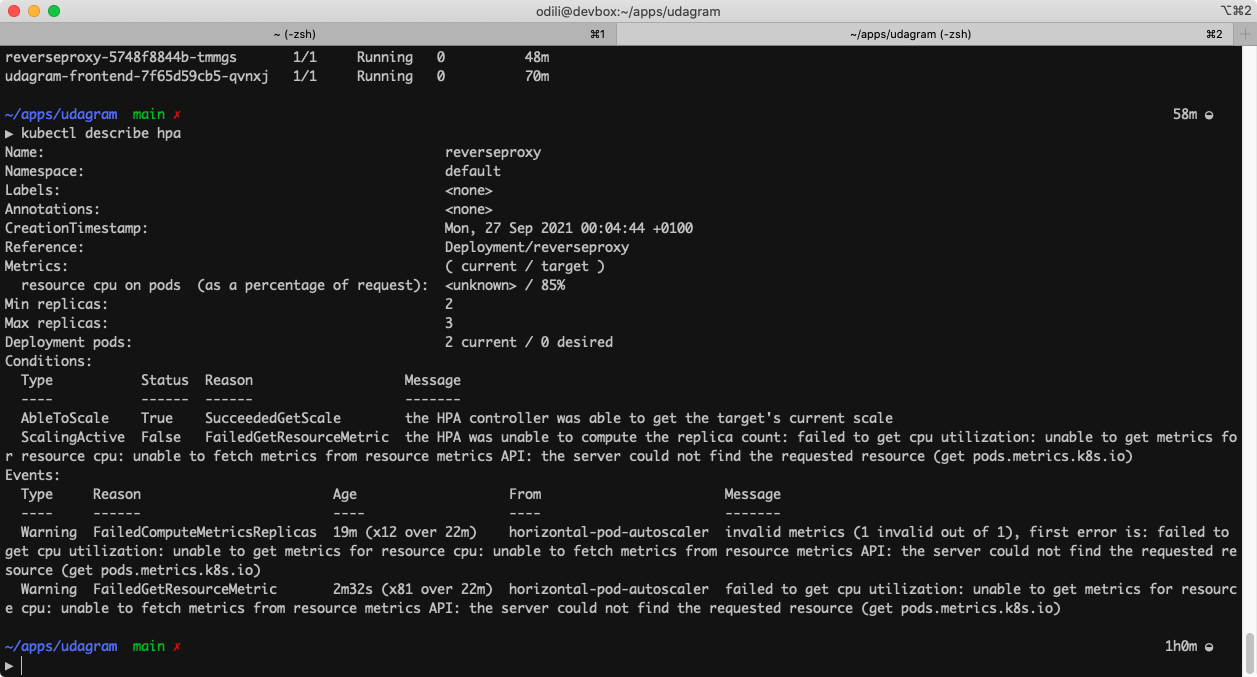 odili@devbox:~/apps/udagram ⌥⌘2
~ (-zsh) ⌘1 ~/apps/udagram (-zsh) ⌘2 +
reverseproxy-5748f8844b-tmmgs 1/1 Running 0 48m
udagram-frontend-7f65d59cb5-qvnxj 1/1 Running 0 70m
~/apps/udagram main ✗ 58m
▶ kubectl describe hpa
Name: reverseproxy
Namespace: default
Labels: <none>
Annotations: <none>
CreationTimestamp: Mon, 27 Sep 2021 00:04:44 +0100
Reference: Deployment/reverseproxy
Metrics: ( current / target )
resource cpu on pods (as a percentage of request): <unknown> / 85%
Min replicas: 2
Max replicas: 3
Deployment pods: 2 current / 0 desired
Conditions:
Type Status Reason Message
---- ------ ------ -------
AbleToScale True SucceededGetScale the HPA controller was able to get the target's current scale
ScalingActive False FailedGetResourceMetric the HPA was unable to compute the replica count: failed to get cpu utilization: unable to get metrics fo
r resource cpu: unable to fetch metrics from resource metrics API: the server could not find the requested resource (get pods.metrics.k8s.io)
Events:
Type Reason Age From Message
---- ------ ---- ---- -------
Warning FailedComputeMetricsReplicas 19m (x12 over 22m) horizontal-pod-autoscaler invalid metrics (1 invalid out of 1), first error is: failed to
get cpu utilization: unable to get metrics for resource cpu: unable to fetch metrics from resource metrics API: the server could not find the requested re
source (get pods.metrics.k8s.io)
Warning FailedGetResourceMetric 2m32s (x81 over 22m) horizontal-pod-autoscaler failed to get cpu utilization: unable to get metrics for resourc
e cpu: unable to fetch metrics from resource metrics API: the server could not find the requested resource (get pods.metrics.k8s.io)
~/apps/udagram main ✗ 1h0m
▶